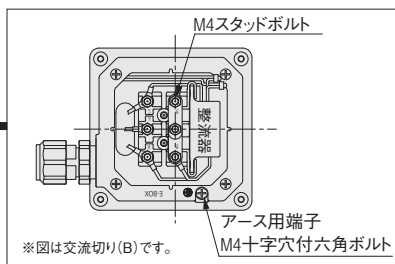 M4スタッドボルト
整流器
E-BOX
アース用端子
M4十字穴付六角ボルト
※図は交流切り(B)です。